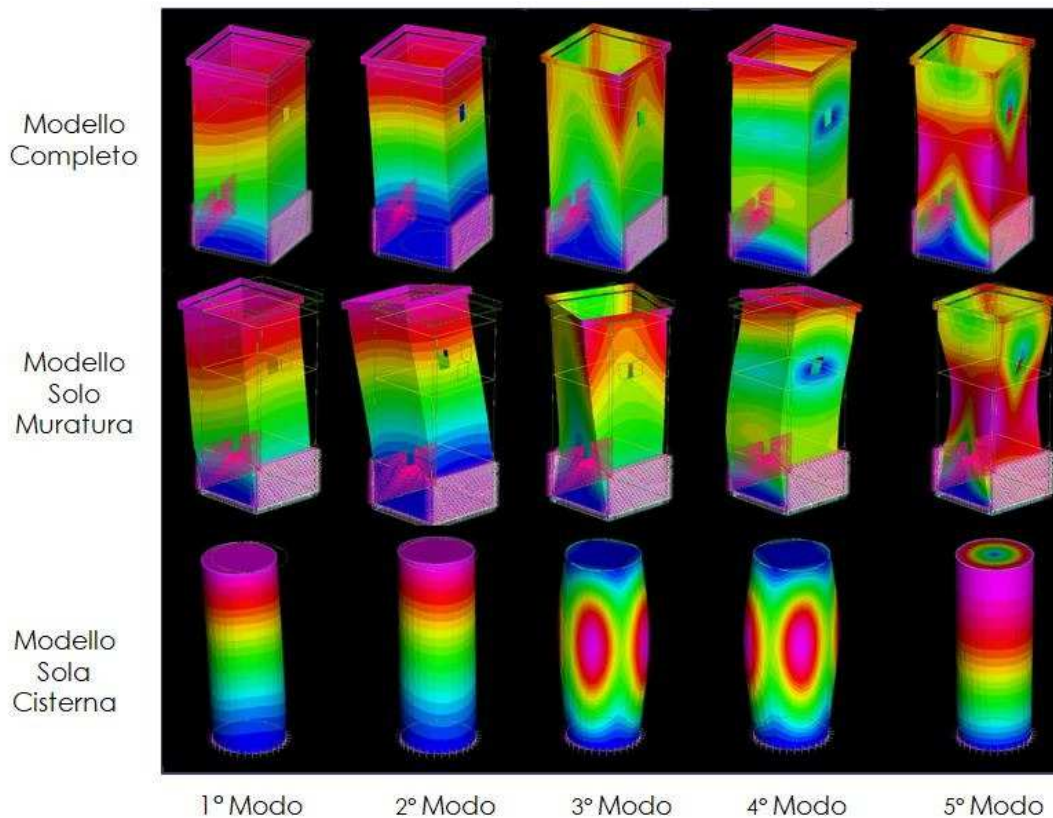 Modello
Completo
Modello
Solo
Muratura
Modello
Sola
Cisterna
1° Modo
2° Modo
3° Modo
4° Modo
5° Modo